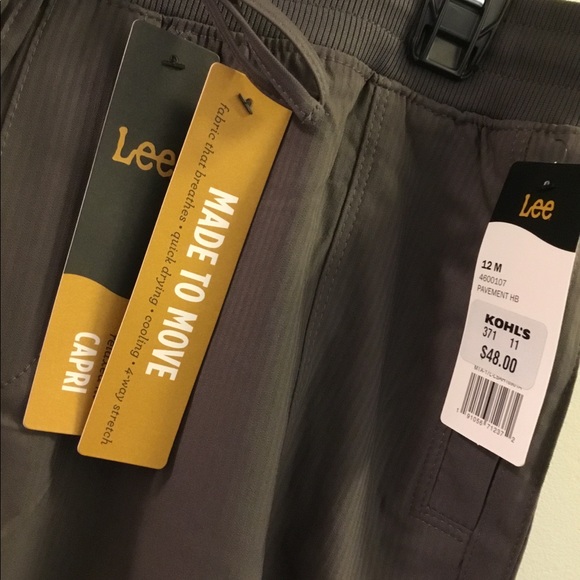 Lee
CAPRI
MADE TO MOVE
fabric that breathes • quick drying • cooling • 4-way stretch
Lee
12 M
4600107
PAVEMENT HB
KOHL'S
371 11
$48.00